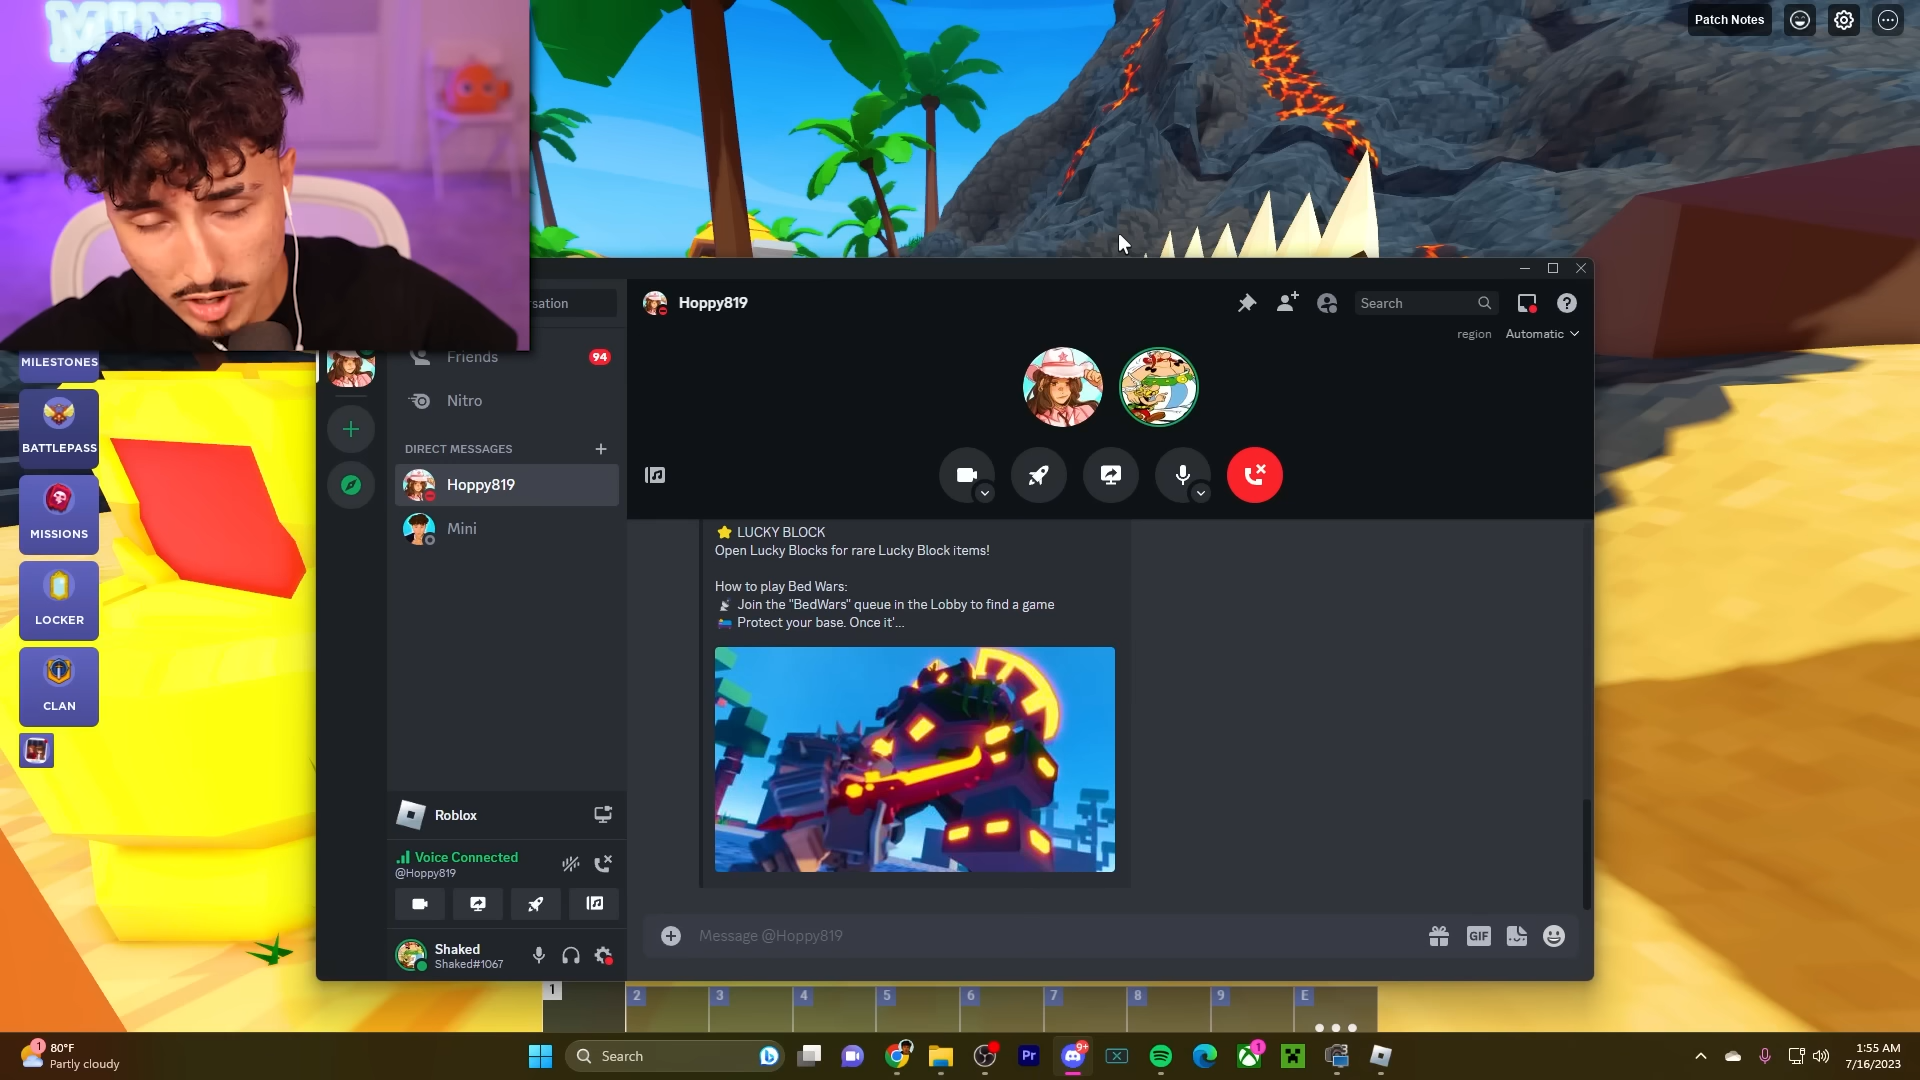 Patch Notes
sation
Hoppy819
Search
region
Automatic
MILESTONES
Friends
94
BATTLEPASS
Nitro
DIRECT MESSAGES
Hoppy819
Mini
MISSIONS
LOCKER
CLAN
⭐ LUCKY BLOCK
Open Lucky Blocks for rare Lucky Block items!
How to play Bed Wars:
Join the "BedWars" queue in the Lobby to find a game
Protect your base. Once it'...
Roblox
Voice Connected
@Hoppy819
Shaked
Shaked#1067
Message @Hoppy819
GIF
1 2 3 4 5 6 7 8 9 E
1
80°F
Partly cloudy
Search
Pr
9+
1
1:55 AM
7/16/2023